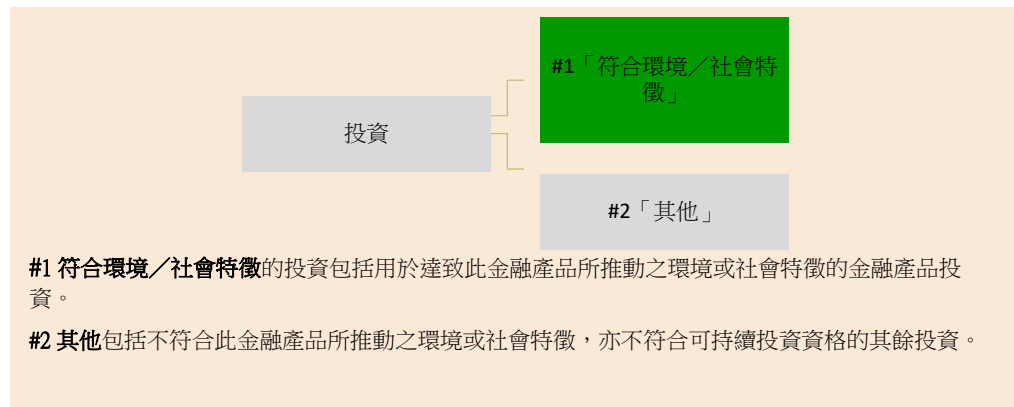 #1「符合環境／社會特
徵」
投資
#2「其他」
#1 符合環境／社會特徵的投資包括用於達致此金融產品所推動之環境或社會特徵的金融產品投
資。
#2 其他包括不符合此金融產品所推動之環境或社會特徵，亦不符合可持續投資資格的其餘投資。